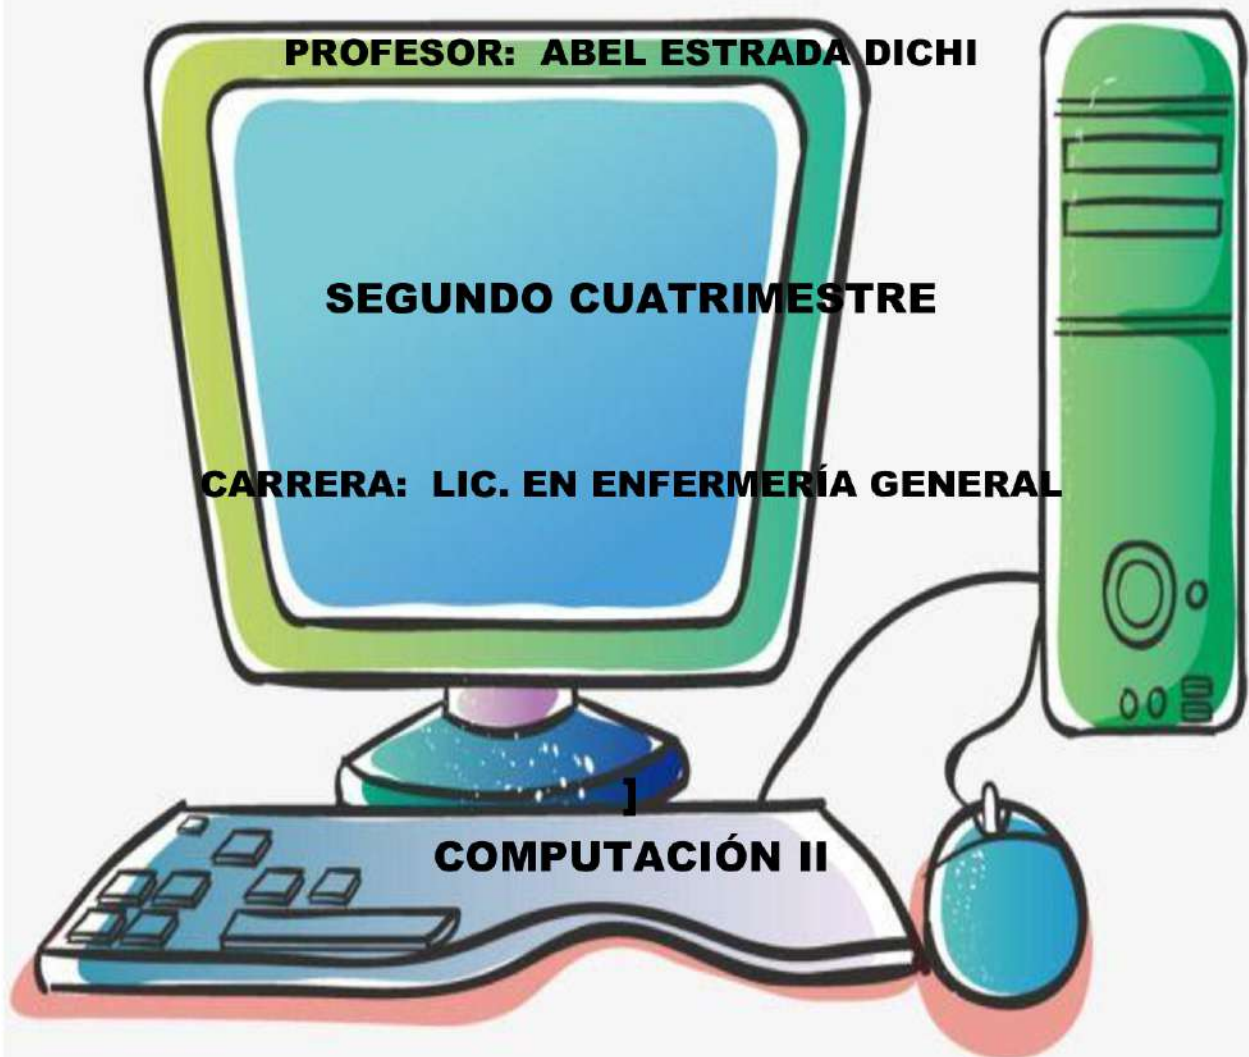 PROFESOR: ABEL ESTRADA DICHI
SEGUNDO CUATRIMESTRE
CARRERA: LIC. EN ENFERMERÍA GENERAL
]
COMPUTACIÓN II